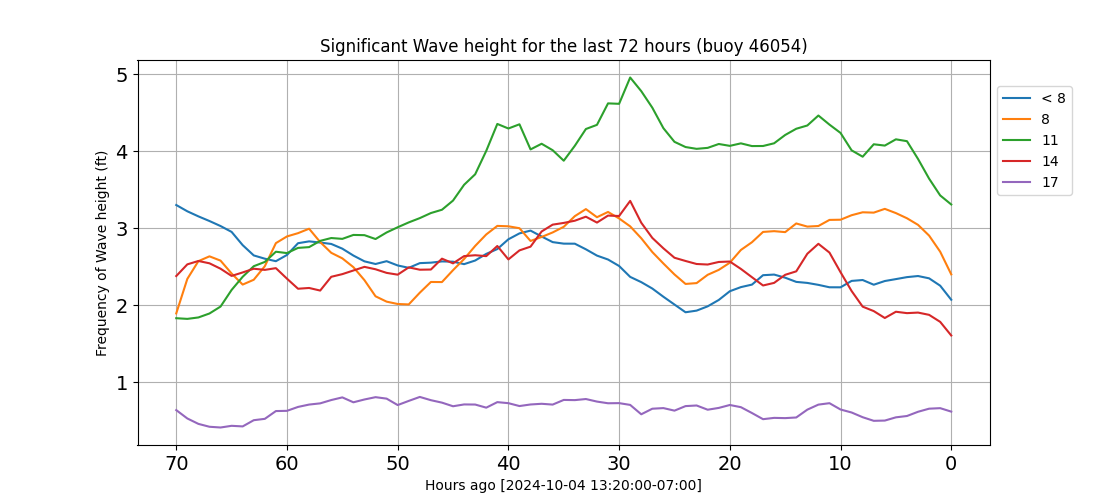 Significant Wave height for the last 72 hours (buoy 46054)
Frequency of Wave height (ft)
5
4
3
2
1
70 60 50 40 30 20 10 0
Hours ago [2024-10-04 13:20:00-07:00]
< 8
8
11
14
17